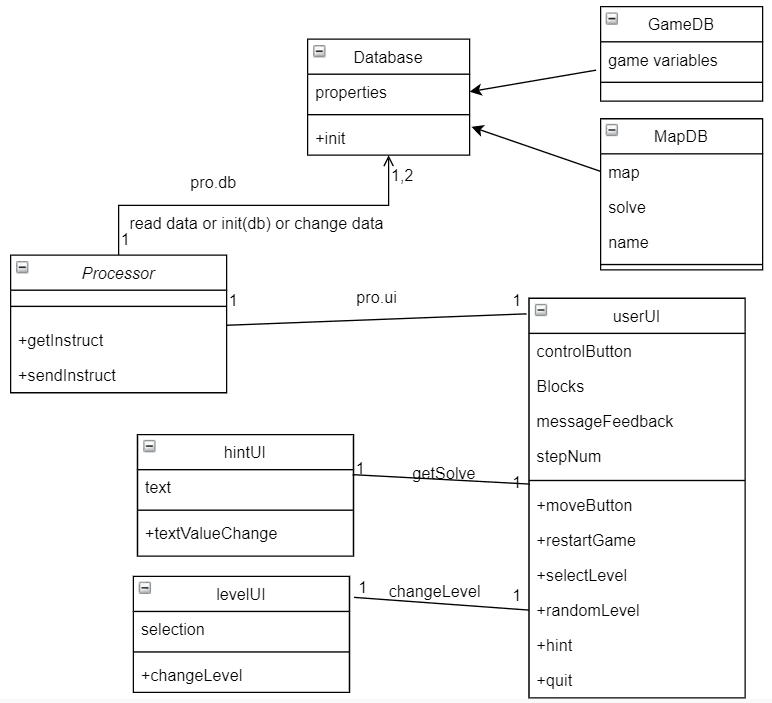 GameDB
game variables
Database
properties
+init
MapDB
map
solve
name
pro.db
1,2
read data or init(db) or change data
1
Processor
+getInstruct
+sendInstruct
1
pro.ui
1
userUI
controlButton
Blocks
messageFeedback
stepNum
+moveButton
+restartGame
+selectLevel
+randomLevel
+hint
+quit
hintUI
text
+textValueChange
1
getSolve
1
levelUI
selection
+changeLevel
1
changeLevel
1